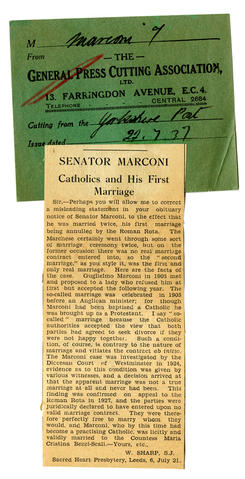 M Marconi 7
From — THE —
GENERAL PRESS CUTTING ASSOCIATION,
LTD.
13, FARRINGDON AVENUE, E.C.4.
TELEPHONE CENTRAL 2684
Cutting from the Yorkshire Post
Issue dated 22.7.37
SENATOR MARCONI
Catholics and His First
Marriage
Sir,—Perhaps you will allow me to correct
a misleading statement in your obituary
notice of Senator Marconi, to the effect that
he was married twice, his first marriage
being annulled by the Roman Rota. The
Marchese certainly went through some sort
of marriage ceremony twice, but on the
former occasion there was no real marriage
contract entered into, so the "second
marriage," as you style it, was the first and
only real marriage. Here are the facts of
the case. Guglielmo Marconi in 1903 met
and proposed to a lady who refused him at
first but accepted the following year. The
so-called marriage was celebrated in 1905
before an Anglican minister, for though
Marconi had been baptised a Catholic he
was brought up as a Protestant. I say "so-
called" marriage because the Catholic
authorities accepted the view that both
parties had agreed to seek divorce if they
were not happy together. Such a condi-
tion, of course, is contrary to the nature of
marriage and vitiates the contract ab initio.
The Marconi case was investigated by the
Diocesan Court of Westminster in
evidence as to this condition was given by
various witnesses, and a decision arrived at
that the apparent marriage was not a true
marriage at all and never had been. This
finding was confirmed on appeal to the
Roman Rota in 1927, and the parties were
juridically declared to have entered upon no
valid marriage contract. They were there-
fore perfectly free to marry whom they
would, and Marconi, who by this time had
become a practising Catholic, was licitly and
validly married to the Countess Maria
Cristina Bezzi-Scali.—Yours, etc.,
W. SHARP, S.J.
Sacred Heart Presbytery, Leeds, 6, July 21.